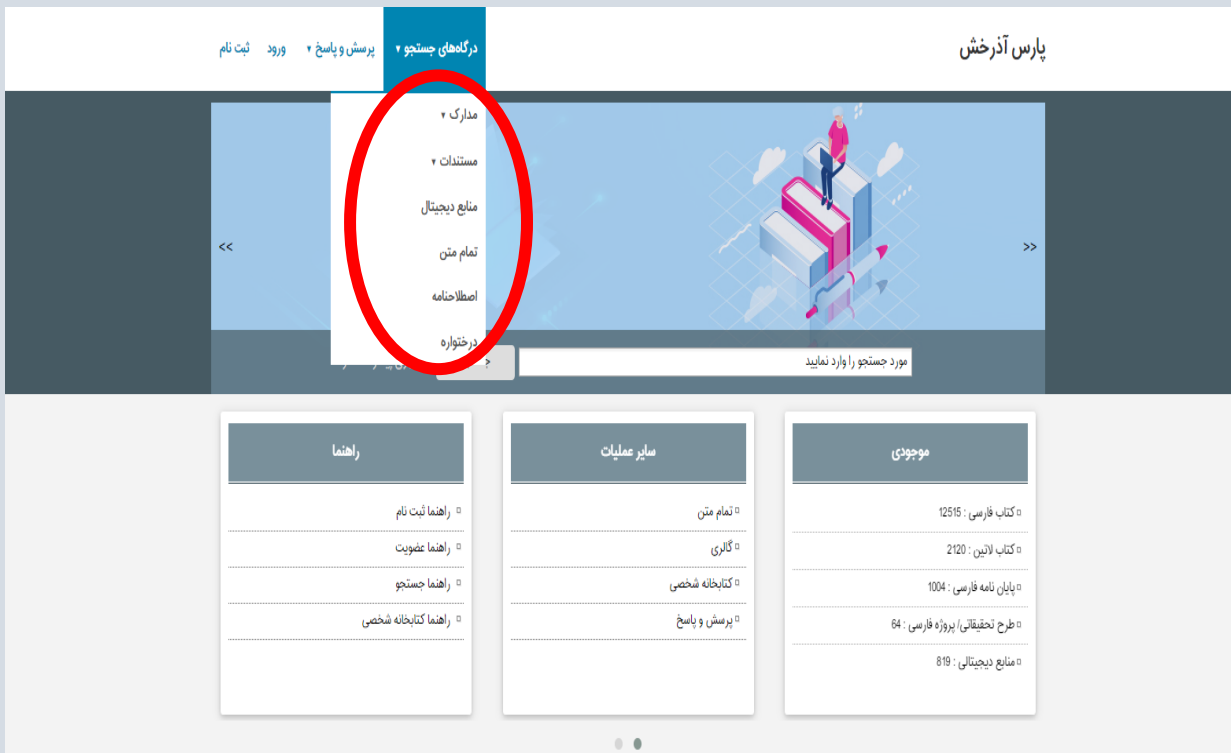 پارس آذرخش
درگاه‌های جستجو ▾ پرسش و پاسخ ▾ ورود ثبت نام
مدارک ▾
مستندات ▾
منابع دیجیتال
تمام متن
اصطلاحنامه
درختواره
>>
<<
مورد جستجو را وارد نمایید
موجودی
¤ کتاب فارسی : 12515
¤ کتاب لاتین : 2120
¤ پایان نامه فارسی : 1004
¤ طرح تحقیقاتی/ پروژه فارسی : 64
¤ منابع دیجیتالی : 819
سایر عملیات
¤ تمام متن
¤ گالری
¤ کتابخانه شخصی
¤ پرسش و پاسخ
راهنما
¤ راهنما ثبت نام
¤ راهنما عضویت
¤ راهنما جستجو
¤ راهنما کتابخانه شخصی